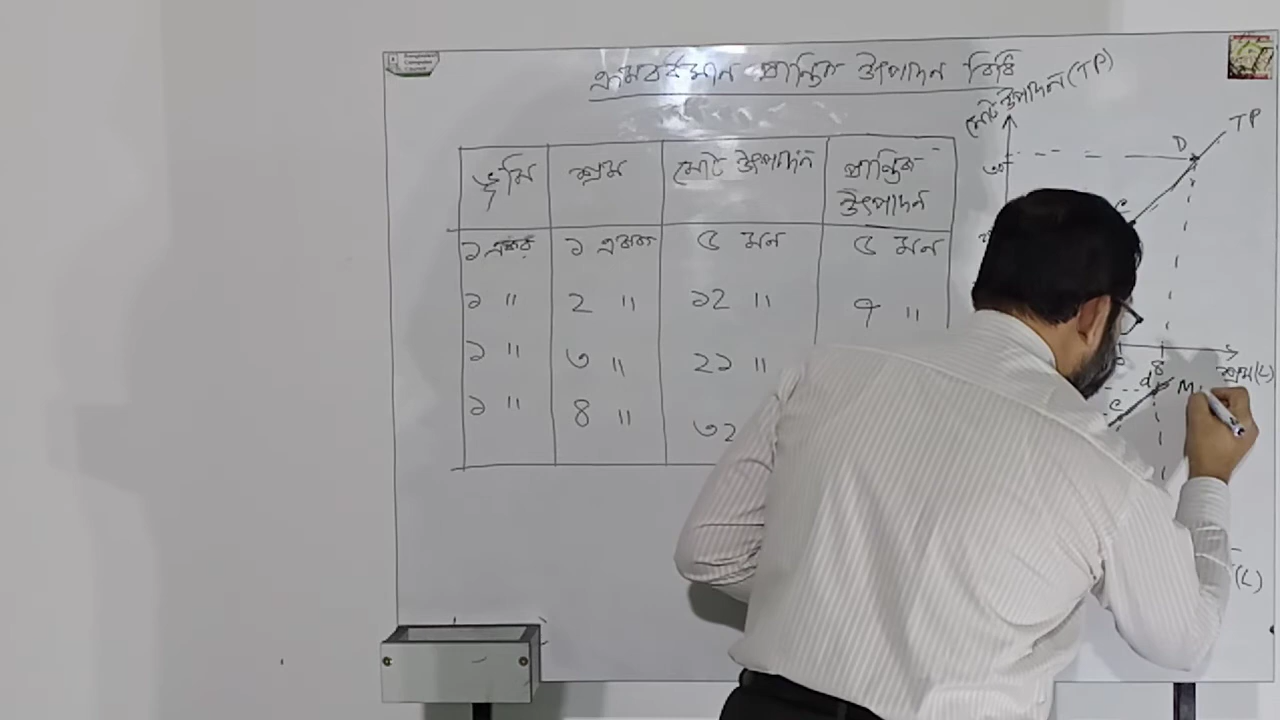 ক্রমবর্ধমান প্রান্তিক উৎপাদন বিধি
ভূমি শ্রম মোট উৎপাদন প্রান্তিক উৎপাদন
১ একর ১ একক ৫ মন ৫ মন
১ " ২ " ১২ " ৭ "
১ " ৩ " ২১ "
১ " ৪ " ৩২
মোট উৎপাদন (TP)
TP
D
৪
শ্রম (L)
d
M
c
(L)